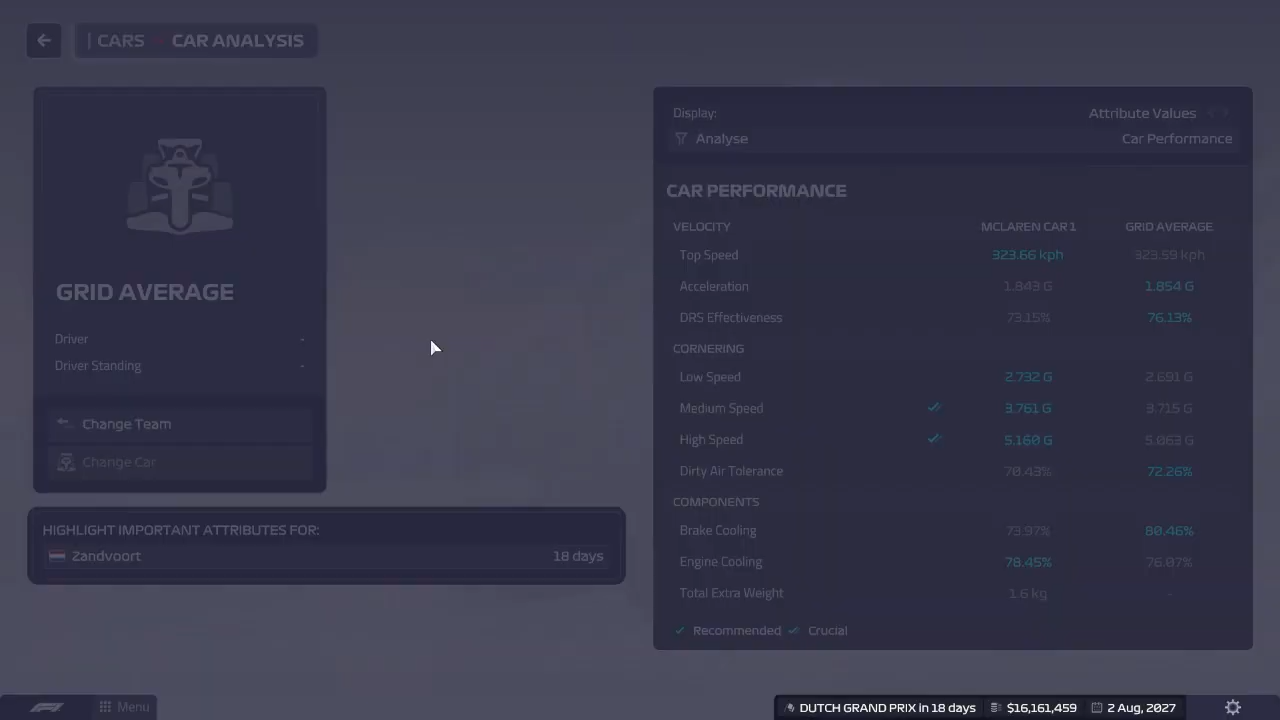 | CARS CAR ANALYSIS
GRID AVERAGE
Driver -
Driver Standing -
Change Team
Change Car
HIGHLIGHT IMPORTANT ATTRIBUTES FOR:
Zandvoort 18 days
Display: Attribute Values
Analyse Car Performance
CAR PERFORMANCE
VELOCITY MCLAREN CAR 1 GRID AVERAGE
Top Speed 323.66 kph 323.59 kph
Acceleration 1.843 G 1.854 G
DRS Effectiveness 73.15% 76.13%
CORNERING
Low Speed 2.732 G 2.691 G
Medium Speed 3.761 G 3.715 G
High Speed 5.160 G 5.063 G
Dirty Air Tolerance 70.43% 72.26%
COMPONENTS
Brake Cooling 73.97% 80.46%
Engine Cooling 78.45% 76.07%
Total Extra Weight 1.6 kg -
Recommended Crucial
F1 Menu
DUTCH GRAND PRIX in 18 days $16,161,459 2 Aug, 2027